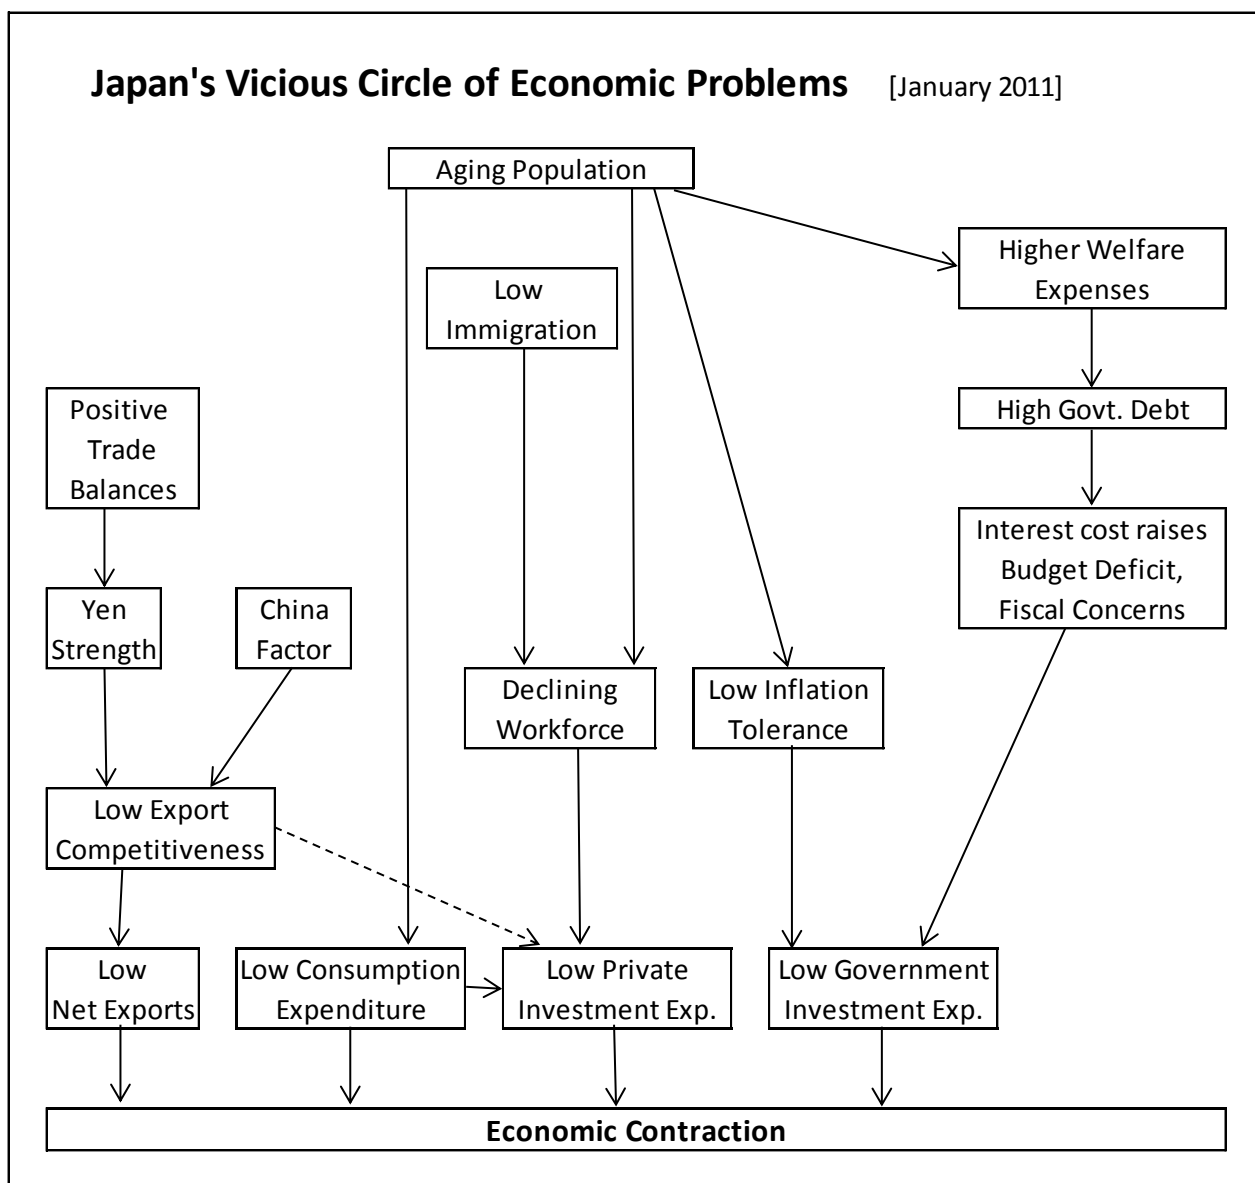 Japan's Vicious Circle of Economic Problems [January 2011]
Aging Population
Higher Welfare
Expenses
Low
Immigration
High Govt. Debt
Positive
Trade
Balances
Interest cost raises
Budget Deficit,
Fiscal Concerns
Yen
Strength
China
Factor
Declining
Workforce
Low Inflation
Tolerance
Low Export
Competitiveness
Low
Net Exports
Low Consumption
Expenditure
Low Private
Investment Exp.
Low Government
Investment Exp.
Economic Contraction